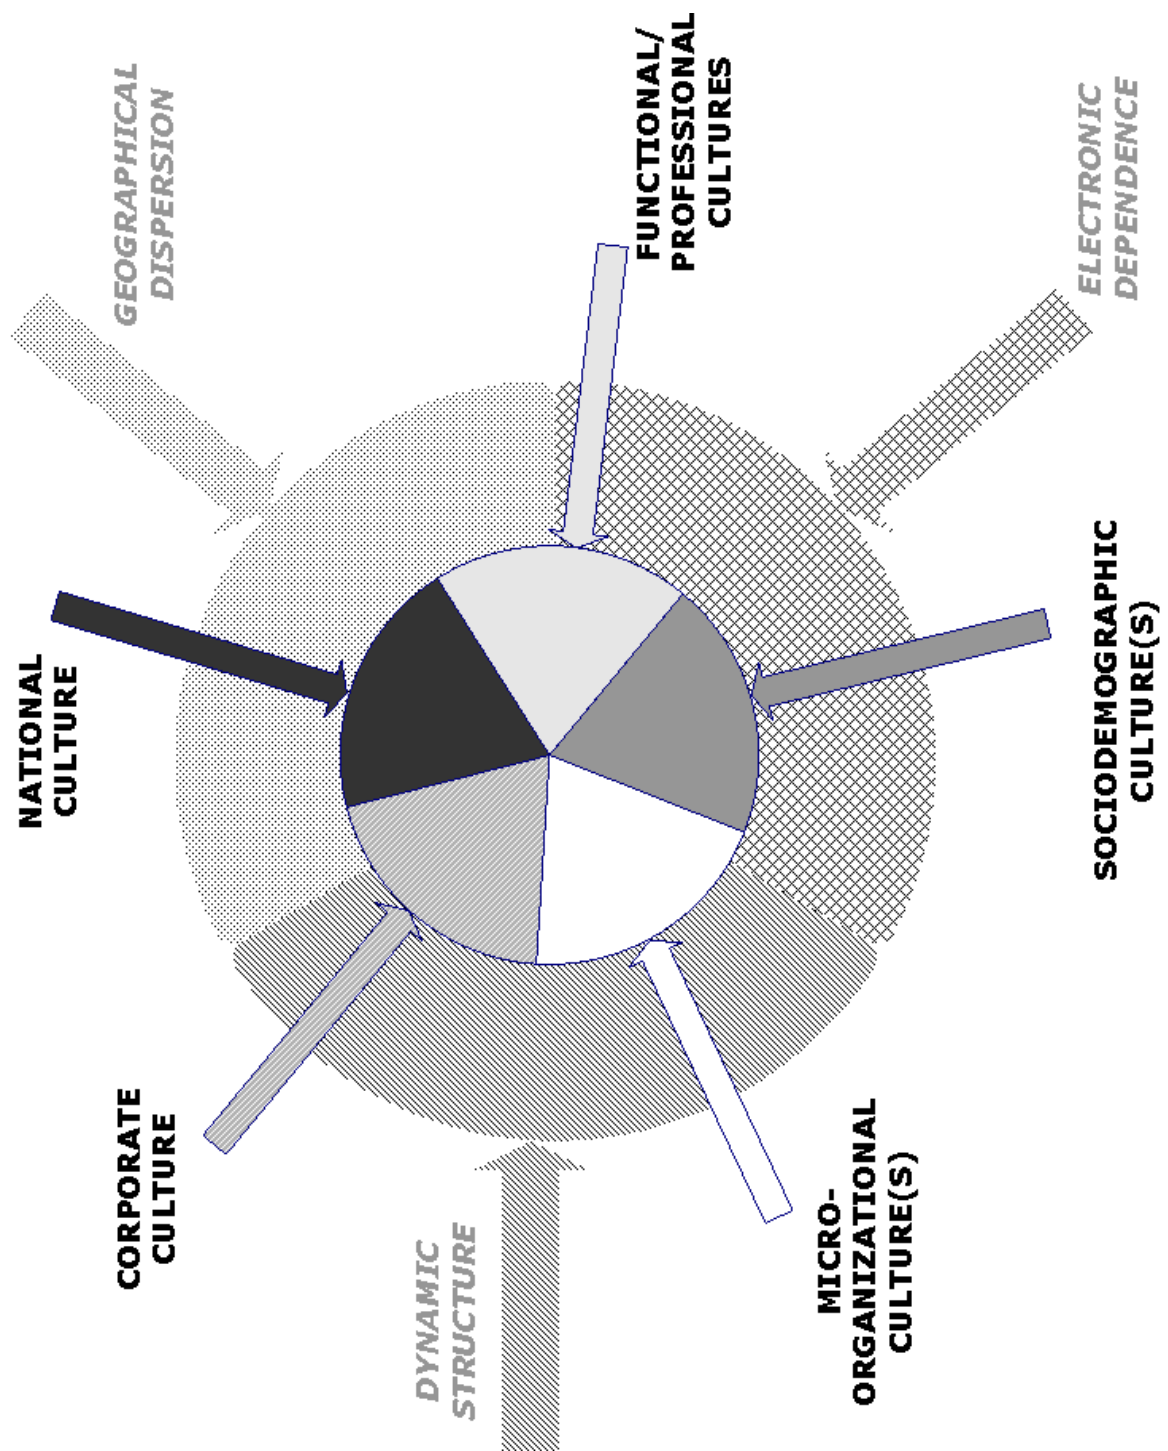 GEOGRAPHICAL
DISPERSION
FUNCTIONAL/
PROFESSIONAL
CULTURES
ELECTRONIC
DEPENDENCE
NATIONAL
CULTURE
SOCIODEMOGRAPHIC
CULTURE(S)
CORPORATE
CULTURE
DYNAMIC
STRUCTURE
MICRO-
ORGANIZATIONAL
CULTURE(S)